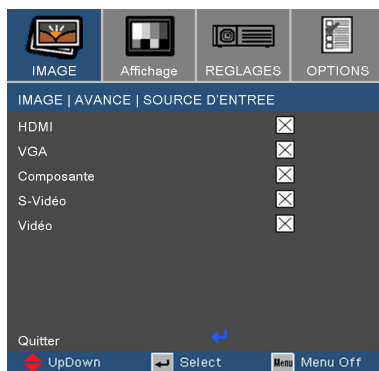 IMAGE Affichage REGLAGES OPTIONS
IMAGE | AVANCE | SOURCE D'ENTREE
HDMI
VGA
Composante
S-Vidéo
Vidéo
Quitter
UpDown Select Menu Menu Off